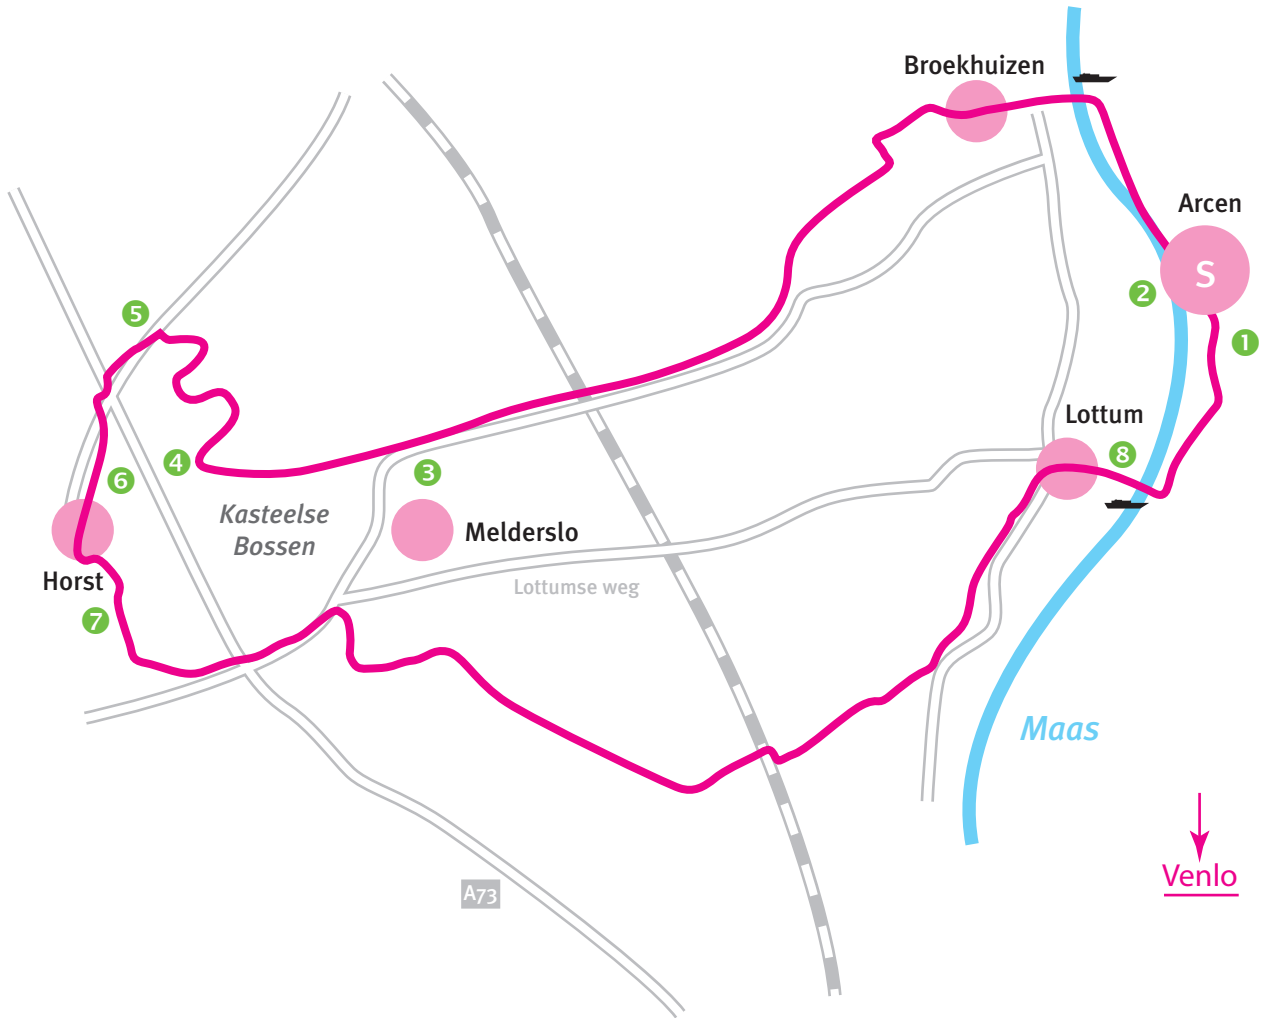 Broekhuizen
Arcen
S
2
1
5
Lottum
8
4
3
6
Kasteelse
Bossen
Melderslo
Horst
Lottumse weg
7
Maas
Venlo
A73